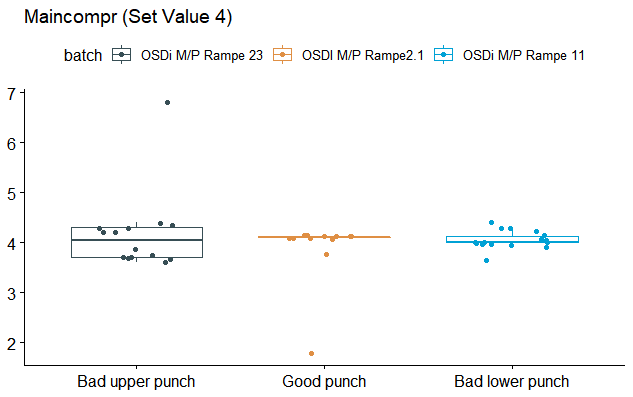 Maincompr (Set Value 4)
batch OSDi M/P Rampe 23 OSDI M/P Rampe2.1 OSDi M/P Rampe 11
7
6
5
4
3
2
Bad upper punch Good punch Bad lower punch